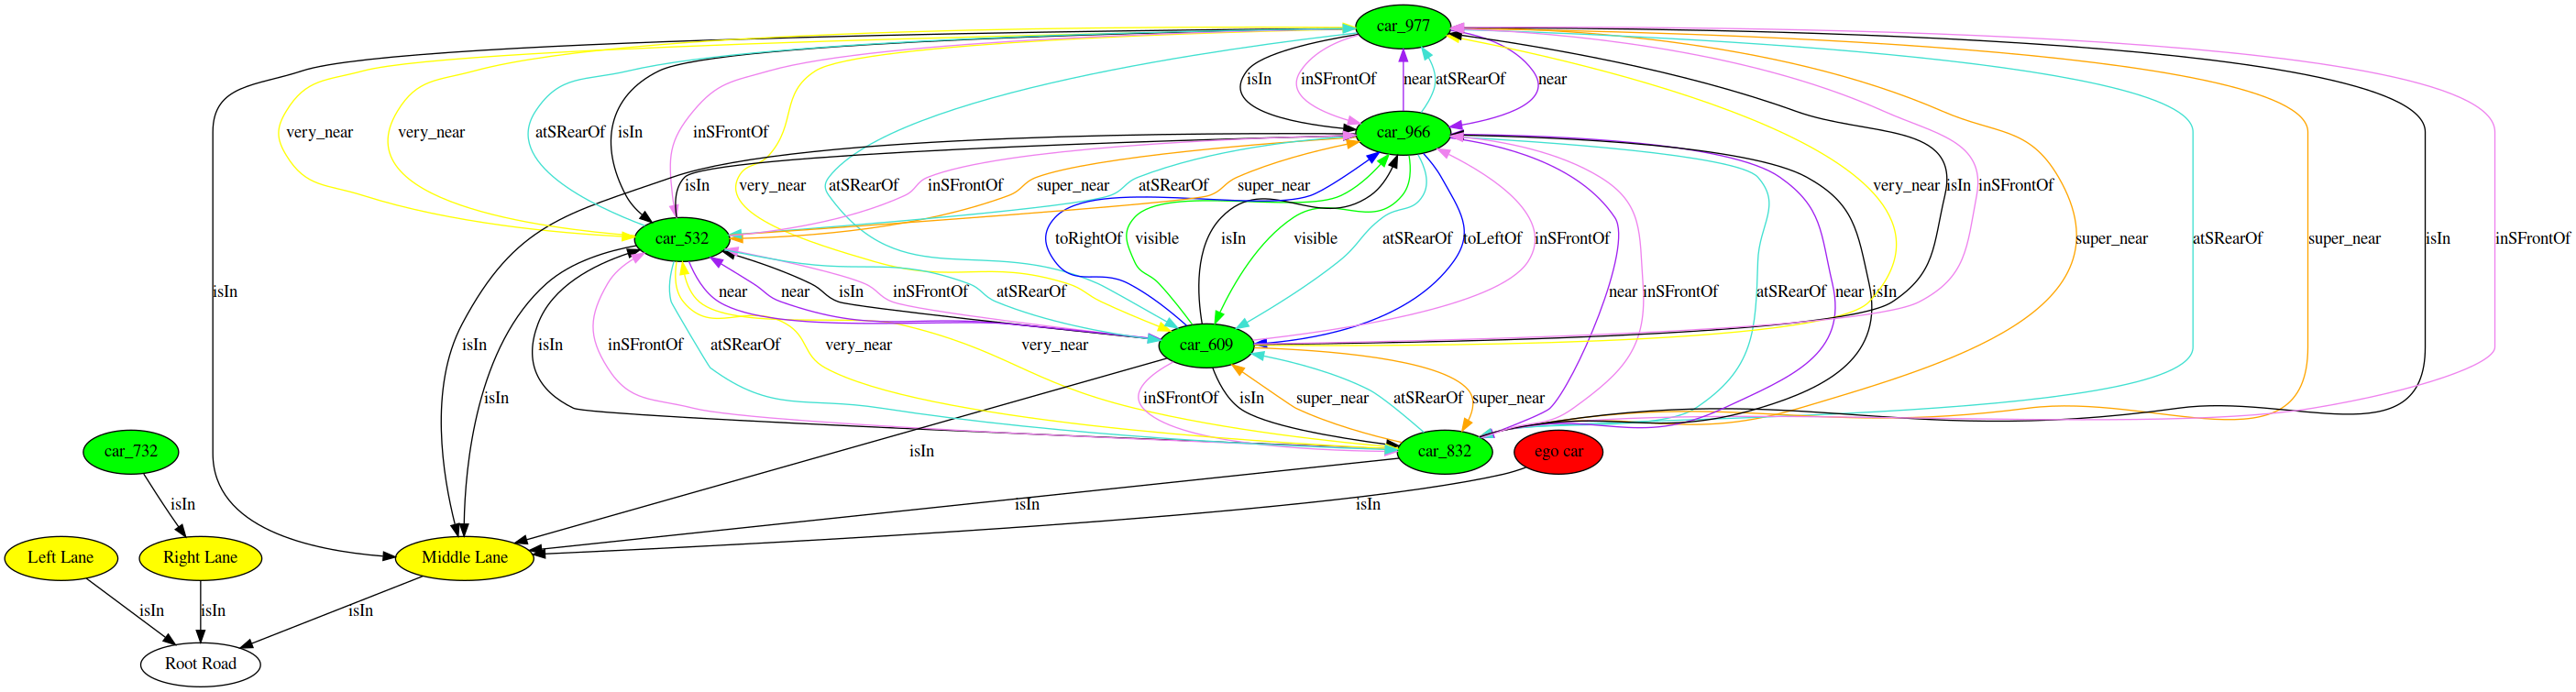 car_977
isIn inSFrontOf near atSRearOf near
very_near very_near atSRearOf isIn inSFrontOf car_966
isIn very_near atSRearOf inSFrontOf super_near atSRearOf super_near very_near isIn inSFrontOf
car_532 toRightOf visible isIn visible atSRearOf toLeftOf inSFrontOf super_near atSRearOf super_near isIn inSFrontOf
isIn near near isIn inSFrontOf atSRearOf near inSFrontOf atSRearOf near isIn
isIn isIn inSFrontOf atSRearOf very_near very_near car_609
isIn inSFrontOf isIn super_near atSRearOf super_near
car_732 isIn car_832 ego car
isIn isIn isIn
Left Lane Right Lane Middle Lane
isIn isIn isIn
Root Road